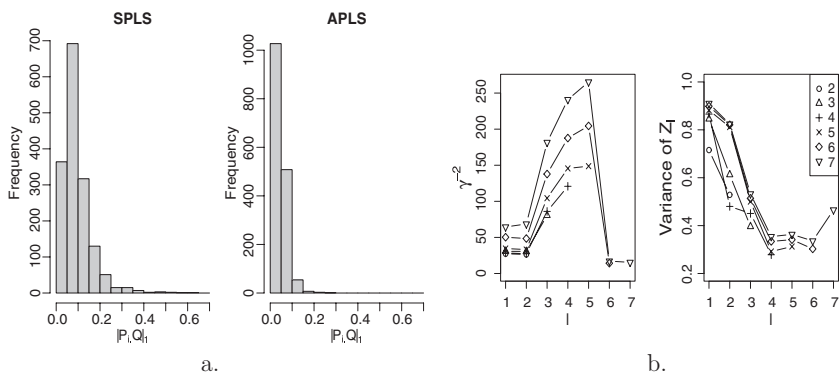 SPLS
APLS
Frequency
0 100 200 300 400 500 600 700
0.0 0.2 0.4 0.6
|P_i,Q|_1
Frequency
0 200 400 600 800 1000
0.0 0.2 0.4 0.6
|P_i,Q|_1
a.
γ^-2
0 50 100 150 200 250
1 2 3 4 5 6 7
l
Variance of Z_l
0.2 0.4 0.6 0.8 1.0
1 2 3 4 5 6 7
l
2
3
4
5
6
7
b.